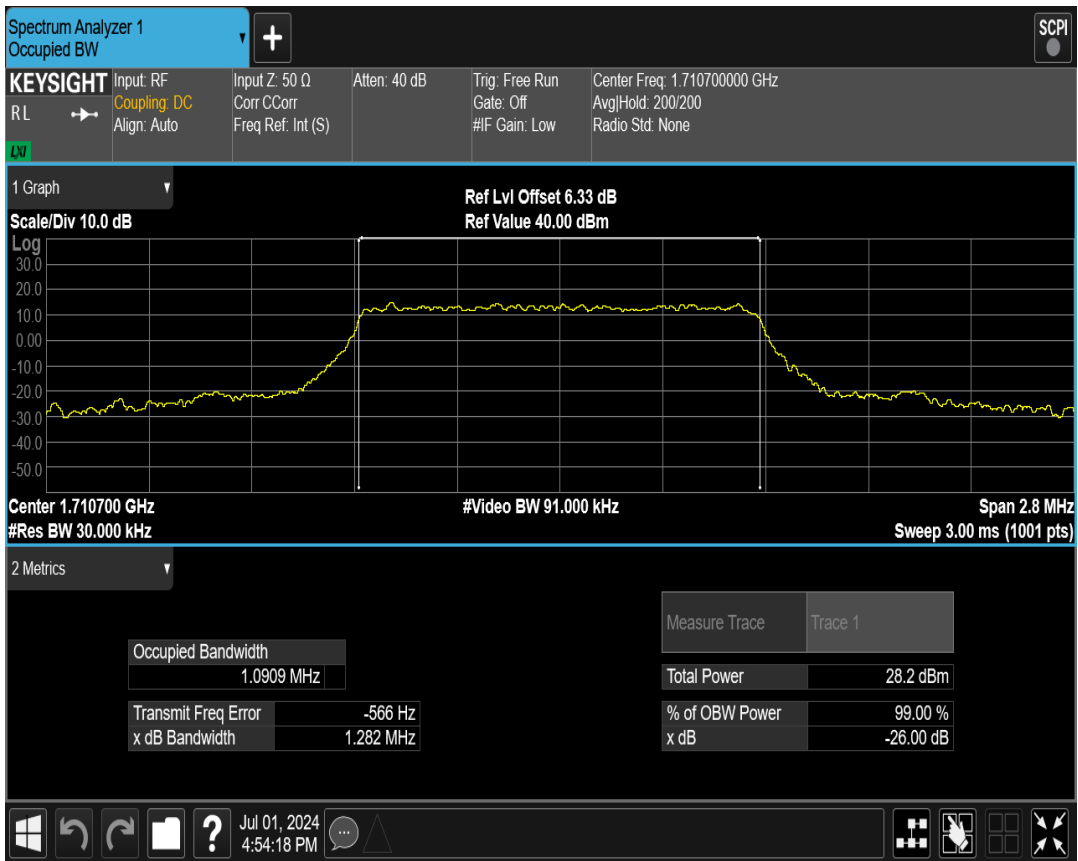 Spectrum Analyzer 1
Occupied BW
+
SCPI
KEYSIGHT
R L
LXI
Input: RF
Coupling: DC
Align: Auto
Input Z: 50 Ω
Corr CCorr
Freq Ref: Int (S)
Atten: 40 dB
Trig: Free Run
Gate: Off
#IF Gain: Low
Center Freq: 1.710700000 GHz
Avg|Hold: 200/200
Radio Std: None
1 Graph
Scale/Div 10.0 dB
Ref Lvl Offset 6.33 dB
Ref Value 40.00 dBm
Log
30.0
20.0
10.0
0.00
-10.0
-20.0
-30.0
-40.0
-50.0
Center 1.710700 GHz
#Res BW 30.000 kHz
#Video BW 91.000 kHz
Span 2.8 MHz
Sweep 3.00 ms (1001 pts)
2 Metrics
Measure Trace Trace 1
Occupied Bandwidth
1.0909 MHz
Total Power 28.2 dBm
Transmit Freq Error -566 Hz
% of OBW Power 99.00 %
x dB Bandwidth 1.282 MHz
x dB -26.00 dB
?
Jul 01, 2024
4:54:18 PM